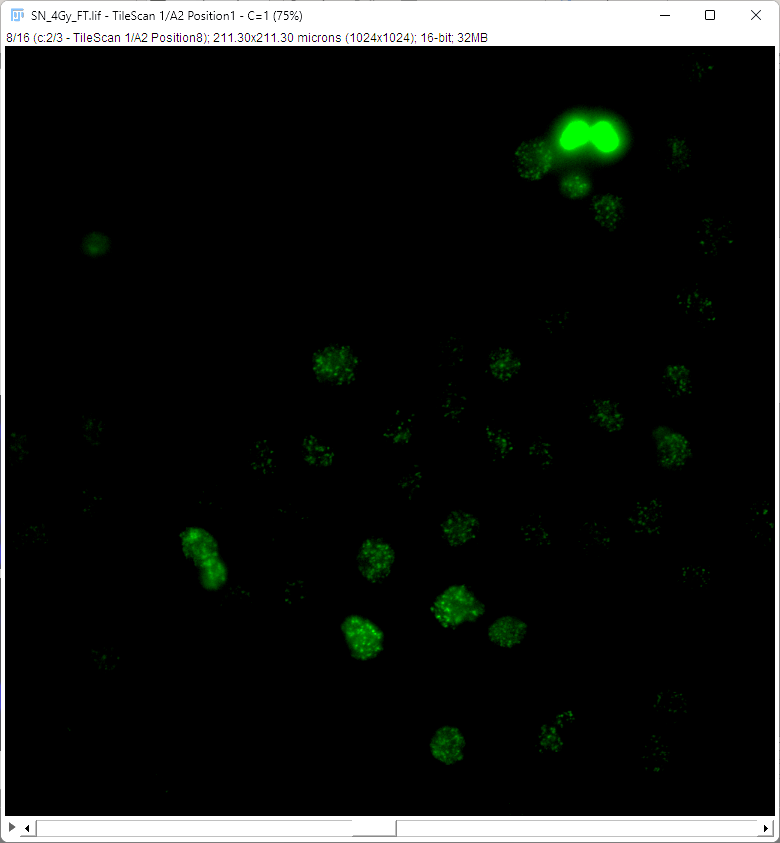 SN_4Gy_FT.lif - TileScan 1/A2 Position1 - C=1 (75%)
8/16 (c:2/3 - TileScan 1/A2 Position8); 211.30x211.30 microns (1024x1024); 16-bit; 32MB